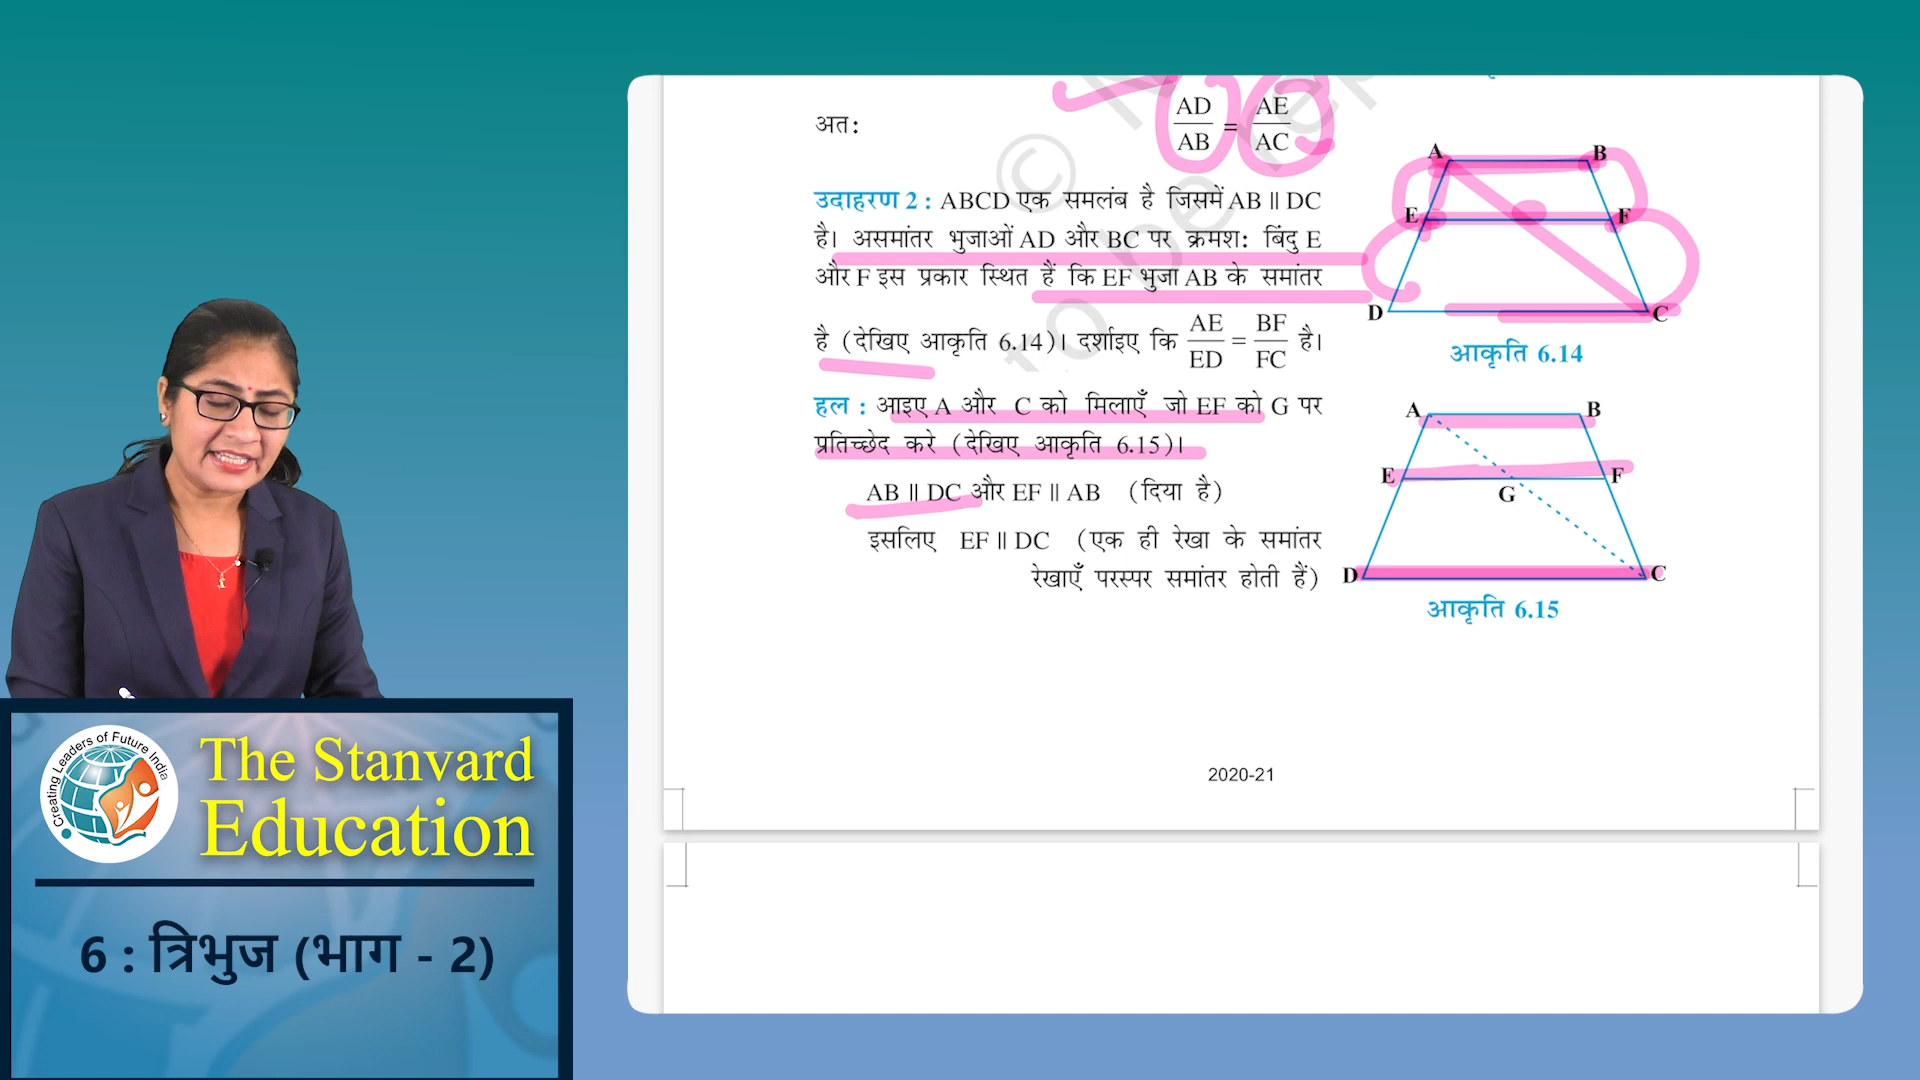 अतः
AD/AB = AE/AC
उदाहरण 2 : ABCD एक समलंब है जिसमें AB || DC
है। असमांतर भुजाओं AD और BC पर क्रमशः बिंदु E
और F इस प्रकार स्थित हैं कि EF भुजा AB के समांतर
है (देखिए आकृति 6.14)। दर्शाइए कि AE/ED = BF/FC है।
A B
E F
D C
आकृति 6.14
हल : आइए A और C को मिलाएँ जो EF को G पर
प्रतिच्छेद करे (देखिए आकृति 6.15)।
AB || DC और EF || AB (दिया है)
इसलिए EF || DC (एक ही रेखा के समांतर
रेखाएँ परस्पर समांतर होती हैं)
A B
E F
G
D C
आकृति 6.15
2020-21
Creating Leaders of Future India
The Stanvard
Education
6 : त्रिभुज (भाग - 2)
©
to be rep